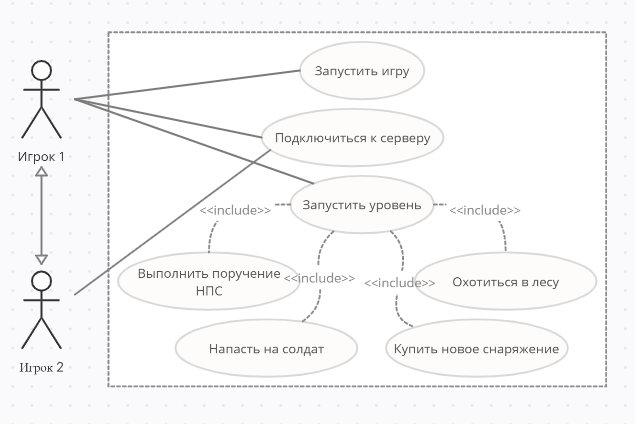 Запустить игру
Игрок 1
Подключиться к серверу
Запустить уровень
<<include>>
<<include>>
Выполнить поручение
НПС
<<include>>
<<include>>
Охотиться в лесу
Напасть на солдат
Купить новое снаряжение
Игрок 2